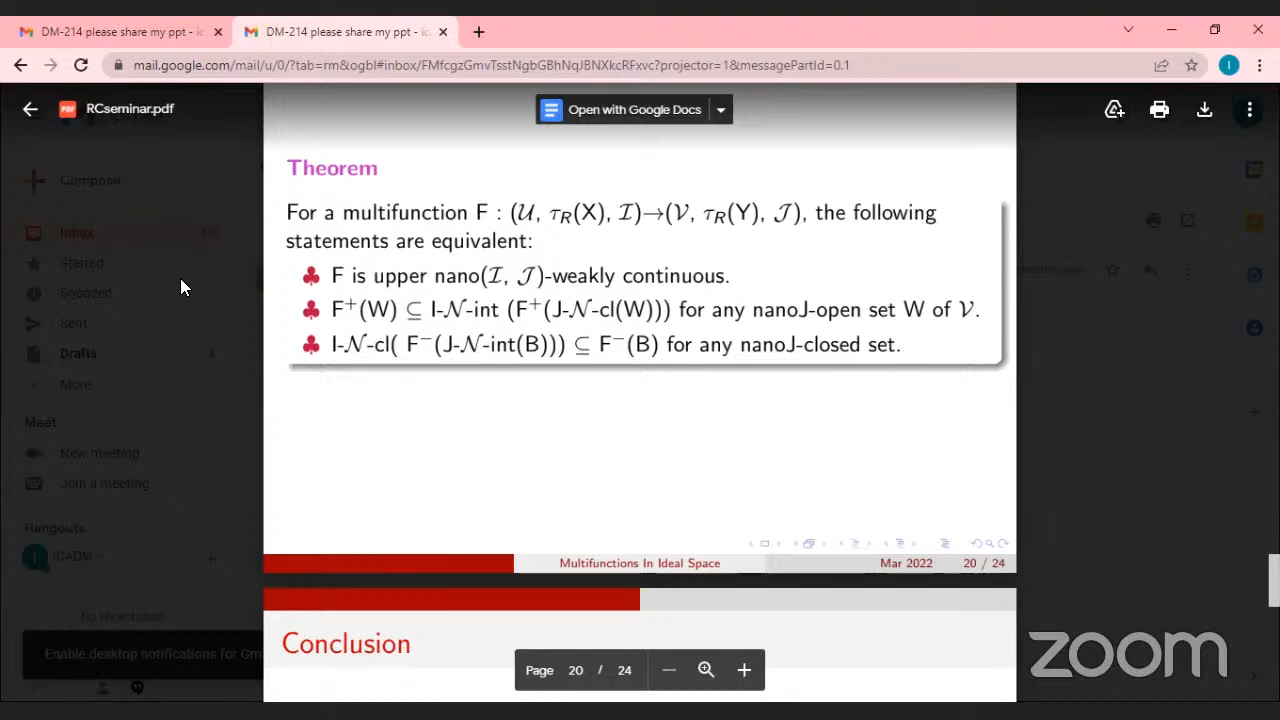 DM-214 please share my ppt - ic
DM-214 please share my ppt - ic
mail.google.com/mail/u/0/?tab=rm&ogbl#inbox/FMfcgzGmvTsstNgbGBhNqJBNXkcRFxvc?projector=1&messagePartId=0.1
RCseminar.pdf
Open with Google Docs
Compose
Inbox
Starred
Snoozed
Sent
Drafts
More
Meet
New meeting
Join a meeting
Hangouts
ICADM
No recent chats
Enable desktop notifications for Gm
Theorem
For a multifunction F : (𝒰, τ_R(X), ℐ)→(𝒱, τ_R(Y), 𝒥), the following
statements are equivalent:
♣ F is upper nano(ℐ, 𝒥)-weakly continuous.
♣ F⁺(W) ⊆ I-𝒩-int (F⁺(J-𝒩-cl(W))) for any nanoJ-open set W of 𝒱.
♣ I-𝒩-cl( F⁻(J-𝒩-int(B))) ⊆ F⁻(B) for any nanoJ-closed set.
Multifunctions In Ideal Space Mar 2022 20 / 24
Conclusion
Page 20 / 24
zoom